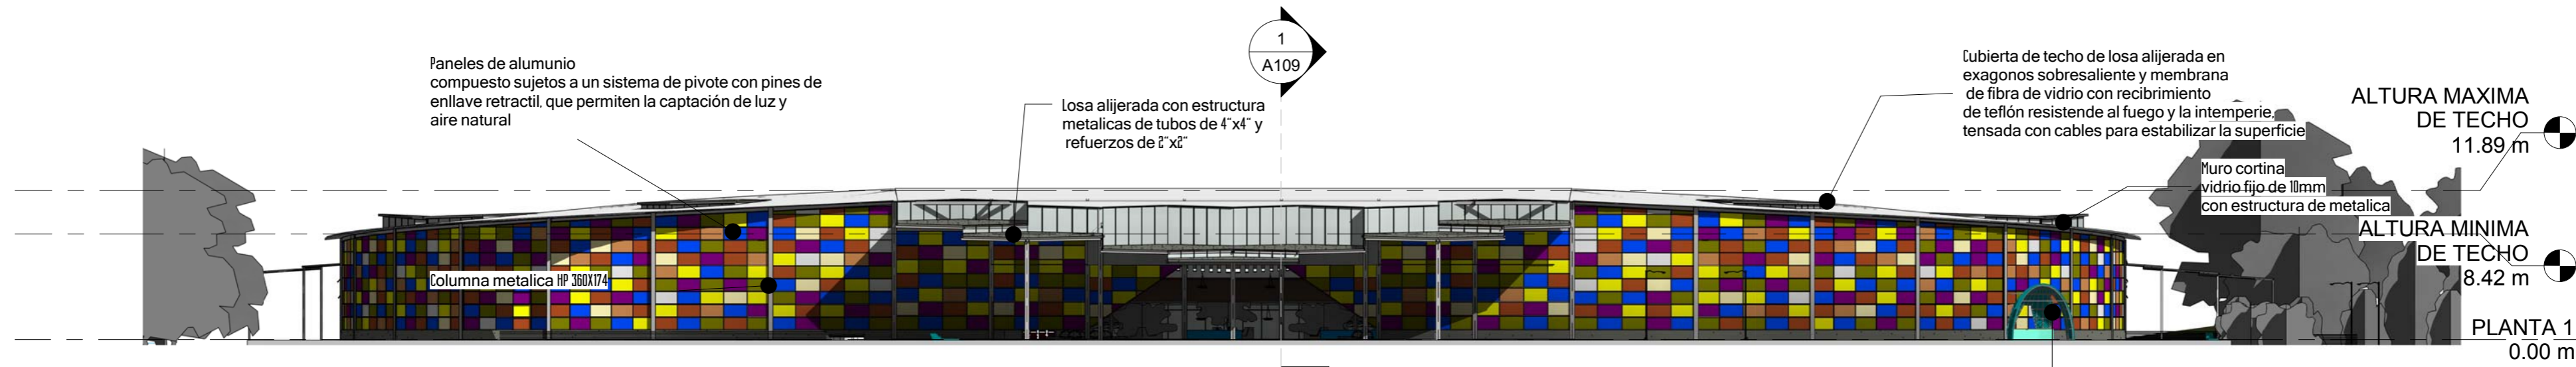 1
A109
Paneles de alumunio
compuesto sujetos a un sistema de pivote con pines de
enllave retractil, que permiten la captación de luz y
aire natural
Losa alijerada con estructura
metalicas de tubos de 4"x4" y
refuerzos de 2"x2"
Cubierta de techo de losa alijerada en
exagonos sobresaliente y membrana
de fibra de vidrio con recibrimiento
de teflón resistende al fuego y la intemperie,
tensada con cables para estabilizar la superficie
ALTURA MAXIMA
DE TECHO
11.89 m
Muro cortina
vidrio fijo de 10mm
con estructura de metalica
ALTURA MINIMA
DE TECHO
8.42 m
Columna metalica HP 360X174
PLANTA 1
0.00 m